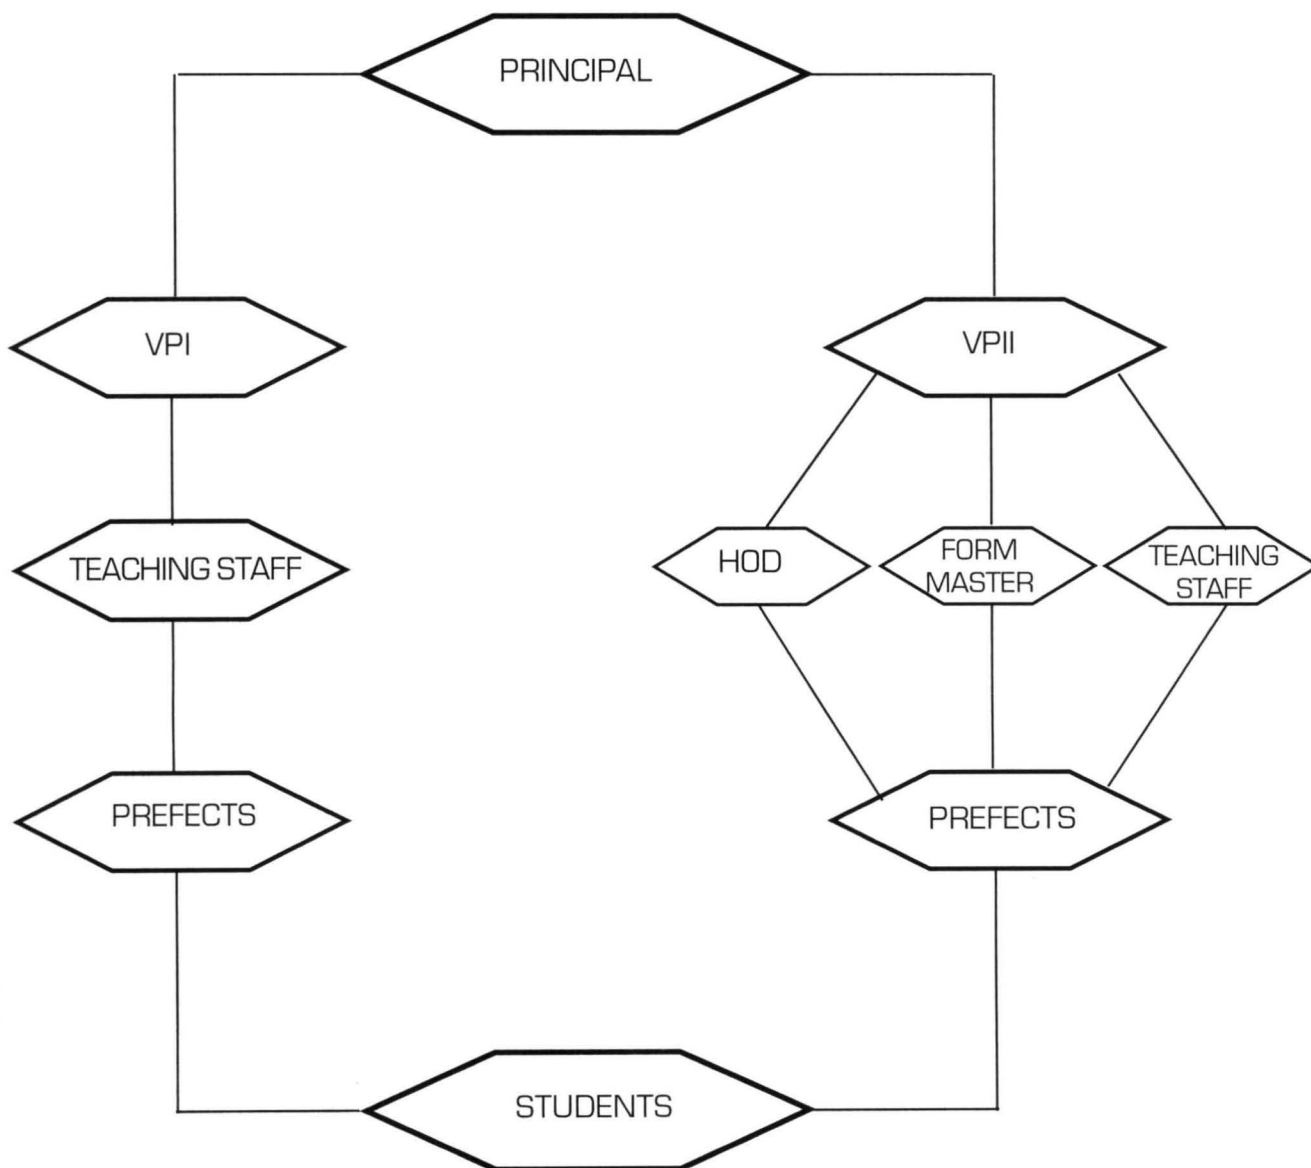 PRINCIPAL
VPI
VPII
TEACHING STAFF
HOD
FORM
MASTER
TEACHING
STAFF
PREFECTS
PREFECTS
STUDENTS